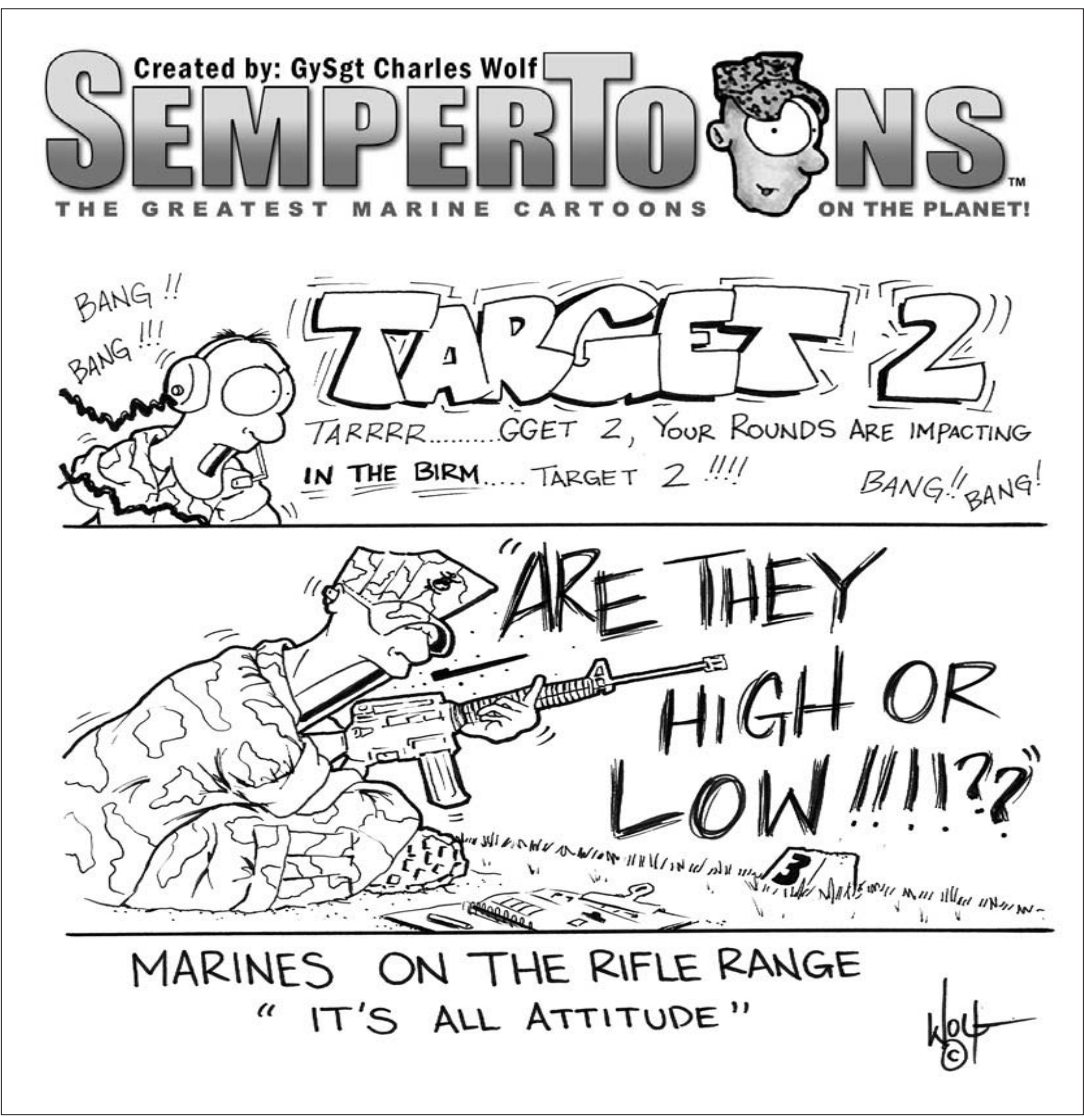 Created by: GySgt Charles Wolf
SEMPERTOONS™
THE GREATEST MARINE CARTOONS ON THE PLANET!
BANG!!
BANG!!!
TARGET 2
TARRRR.........GGET 2, YOUR ROUNDS ARE IMPACTING
IN THE BIRM..... TARGET 2 !!!!
BANG!! BANG!
"ARE THEY
HIGH OR
LOW !!!!??"
3
MARINES ON THE RIFLE RANGE
"IT'S ALL ATTITUDE"
Wolf
©